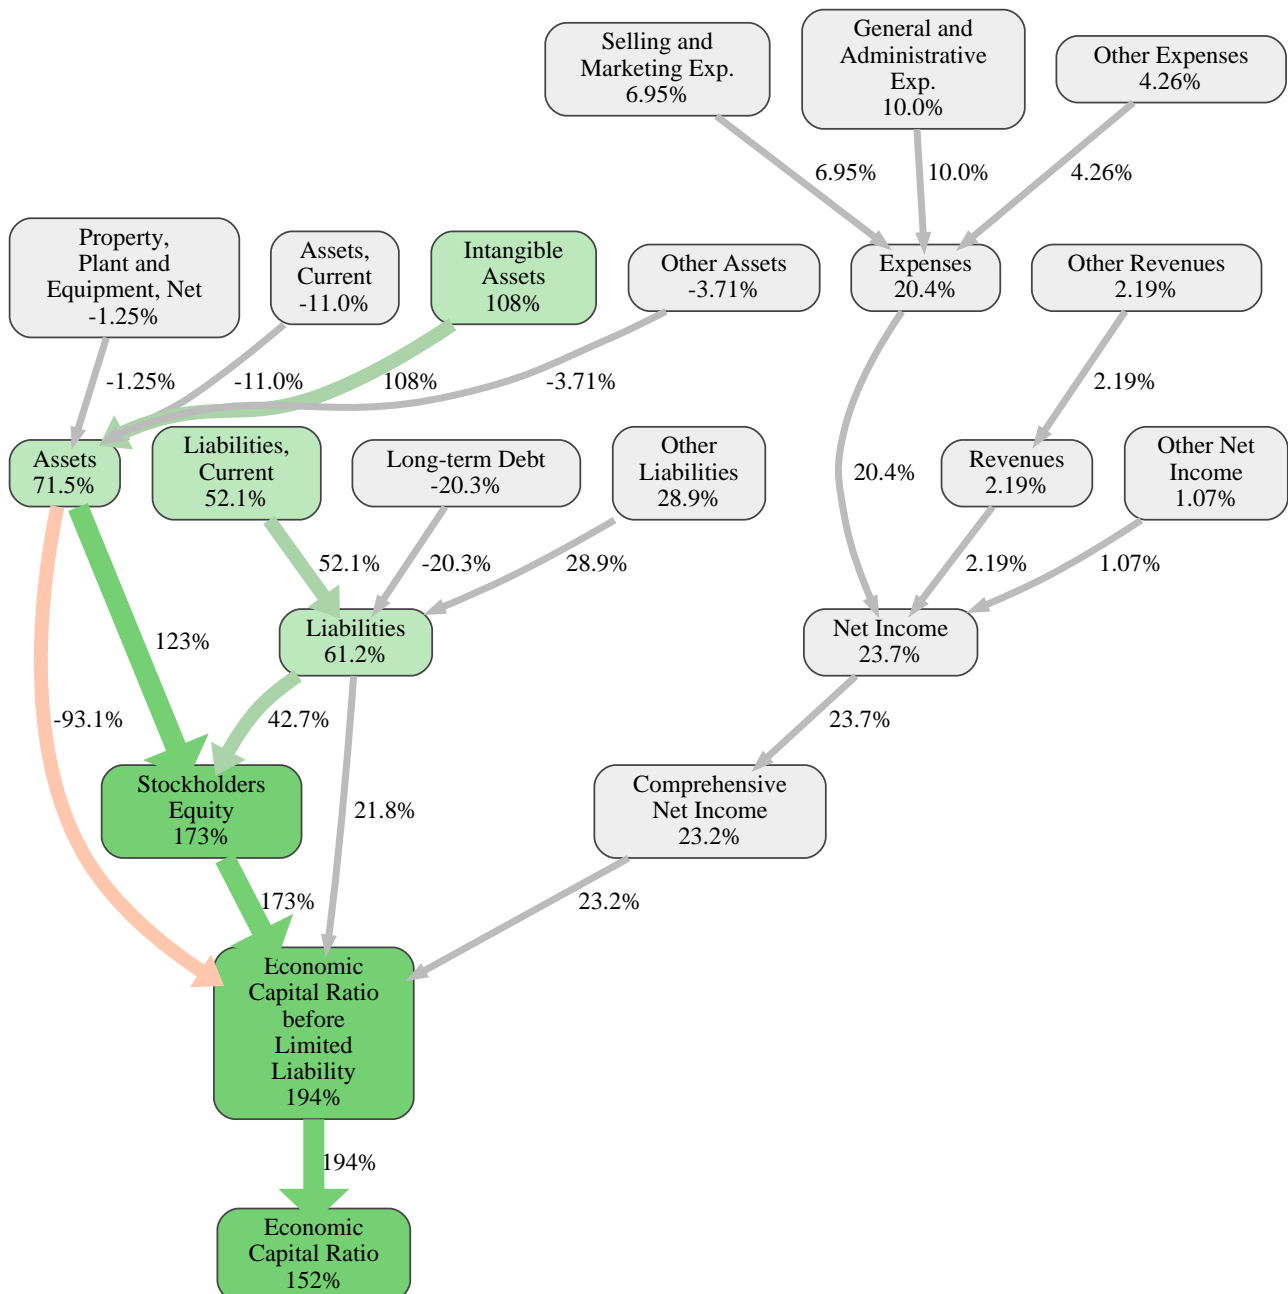 Selling and
Marketing Exp.
6.95%
General and
Administrative
Exp.
10.0%
Other Expenses
4.26%
6.95%
10.0%
4.26%
Property,
Plant and
Equipment, Net
-1.25%
Assets,
Current
-11.0%
Intangible
Assets
108%
Other Assets
-3.71%
Expenses
20.4%
Other Revenues
2.19%
-1.25%
-11.0%
108%
-3.71%
2.19%
Assets
71.5%
Liabilities,
Current
52.1%
Long-term Debt
-20.3%
Other
Liabilities
28.9%
20.4%
Revenues
2.19%
Other Net
Income
1.07%
52.1%
-20.3%
28.9%
2.19%
1.07%
123%
Liabilities
61.2%
Net Income
23.7%
-93.1%
42.7%
23.7%
Stockholders
Equity
173%
21.8%
Comprehensive
Net Income
23.2%
173%
23.2%
Economic
Capital Ratio
before
Limited
Liability
194%
194%
Economic
Capital Ratio
152%